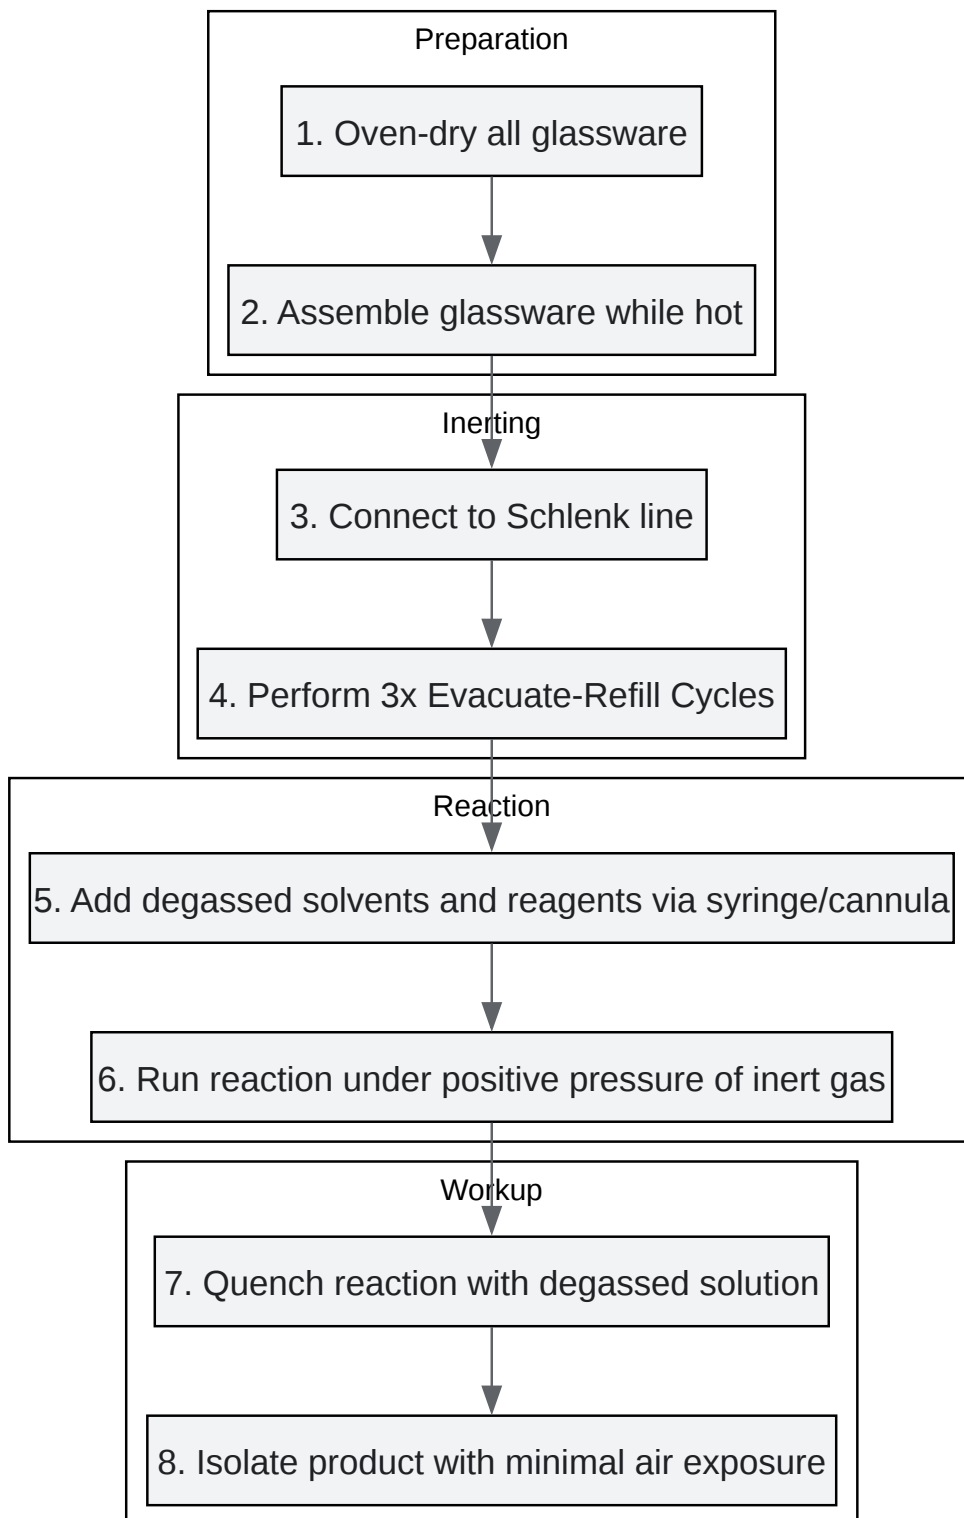 Preparation
1. Oven-dry all glassware
2. Assemble glassware while hot
Inerting
3. Connect to Schlenk line
4. Perform 3x Evacuate-Refill Cycles
Reaction
5. Add degassed solvents and reagents via syringe/cannula
6. Run reaction under positive pressure of inert gas
Workup
7. Quench reaction with degassed solution
8. Isolate product with minimal air exposure